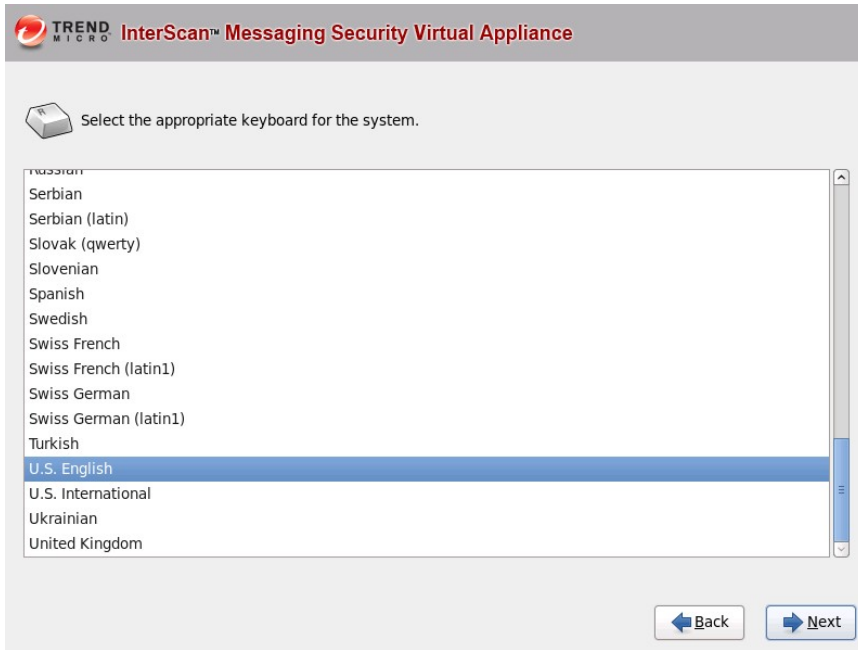 TREND MICRO InterScan™ Messaging Security Virtual Appliance
Select the appropriate keyboard for the system.
Russian
Serbian
Serbian (latin)
Slovak (qwerty)
Slovenian
Spanish
Swedish
Swiss French
Swiss French (latin1)
Swiss German
Swiss German (latin1)
Turkish
U.S. English
U.S. International
Ukrainian
United Kingdom
Back Next